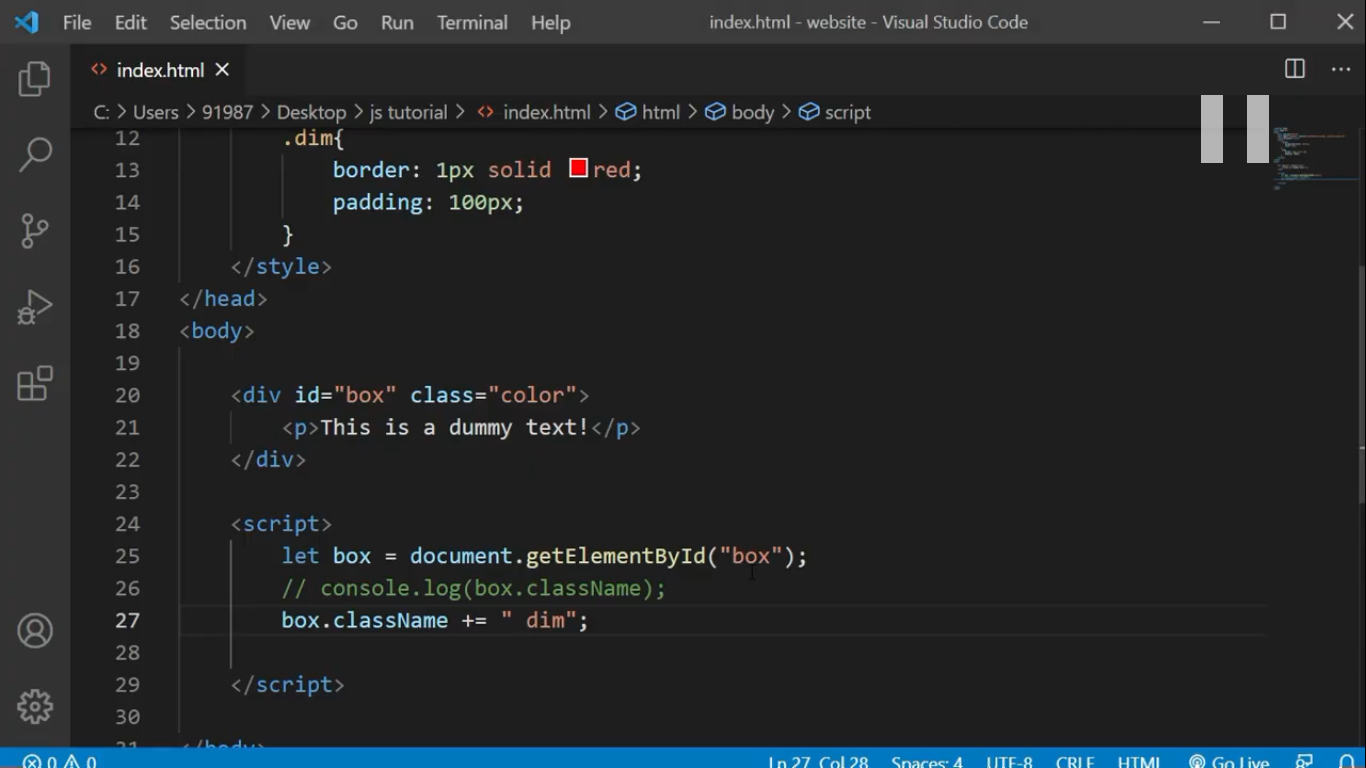 File Edit Selection View Go Run Terminal Help index.html - website - Visual Studio Code
index.html
C: > Users > 91987 > Desktop > js tutorial > index.html > html > body > script
12 .dim{
13 border: 1px solid red;
14 padding: 100px;
15 }
16 </style>
17 </head>
18 <body>
19
20 <div id="box" class="color">
21 <p>This is a dummy text!</p>
22 </div>
23
24 <script>
25 let box = document.getElementById("box");
26 // console.log(box.className);
27 box.className += " dim";
28
29 </script>
30
31 </body>
0 0 Ln 27, Col 28 Spaces: 4 UTF-8 CRLF HTML Go Live